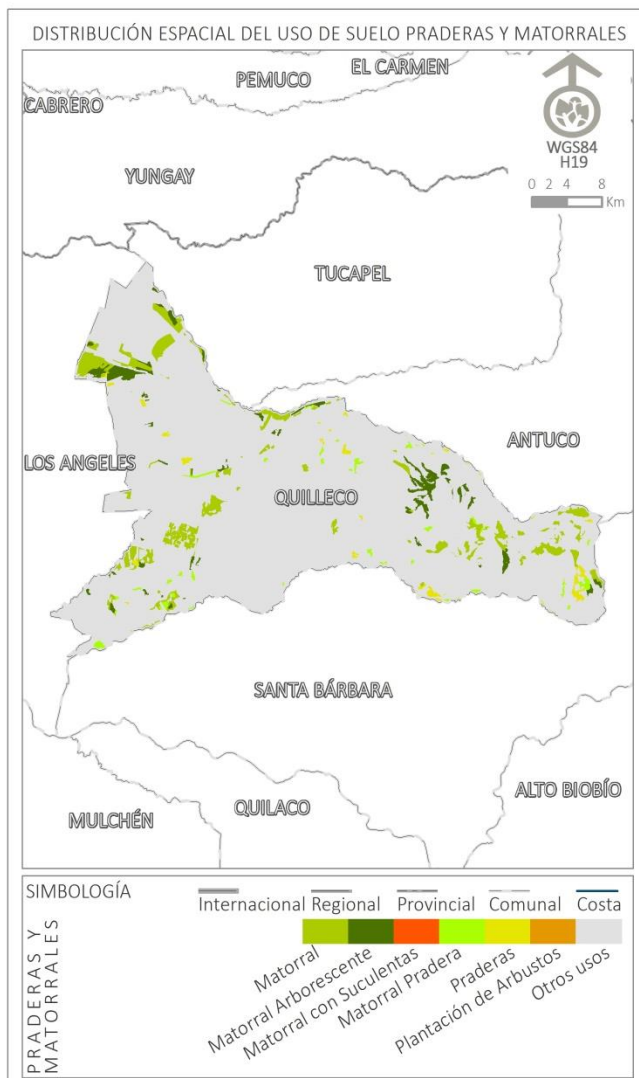 DISTRIBUCIÓN ESPACIAL DEL USO DE SUELO PRADERAS Y MATORRALES
EL CARMEN
PEMUCO
CABRERO
WGS84
H19
YUNGAY
0 2 4 8
Km
TUCAPEL
ANTUCO
LOS ANGELES
QUILLECO
SANTA BÁRBARA
ALTO BIOBÍO
QUILACO
MULCHÉN
SIMBOLOGÍA
Internacional Regional Provincial Comunal Costa
PRADERAS Y
MATORRALES
Matorral
Matorral Arborescente
Matorral con Suculentas
Matorral Pradera
Praderas
Plantación de Arbustos
Otros usos